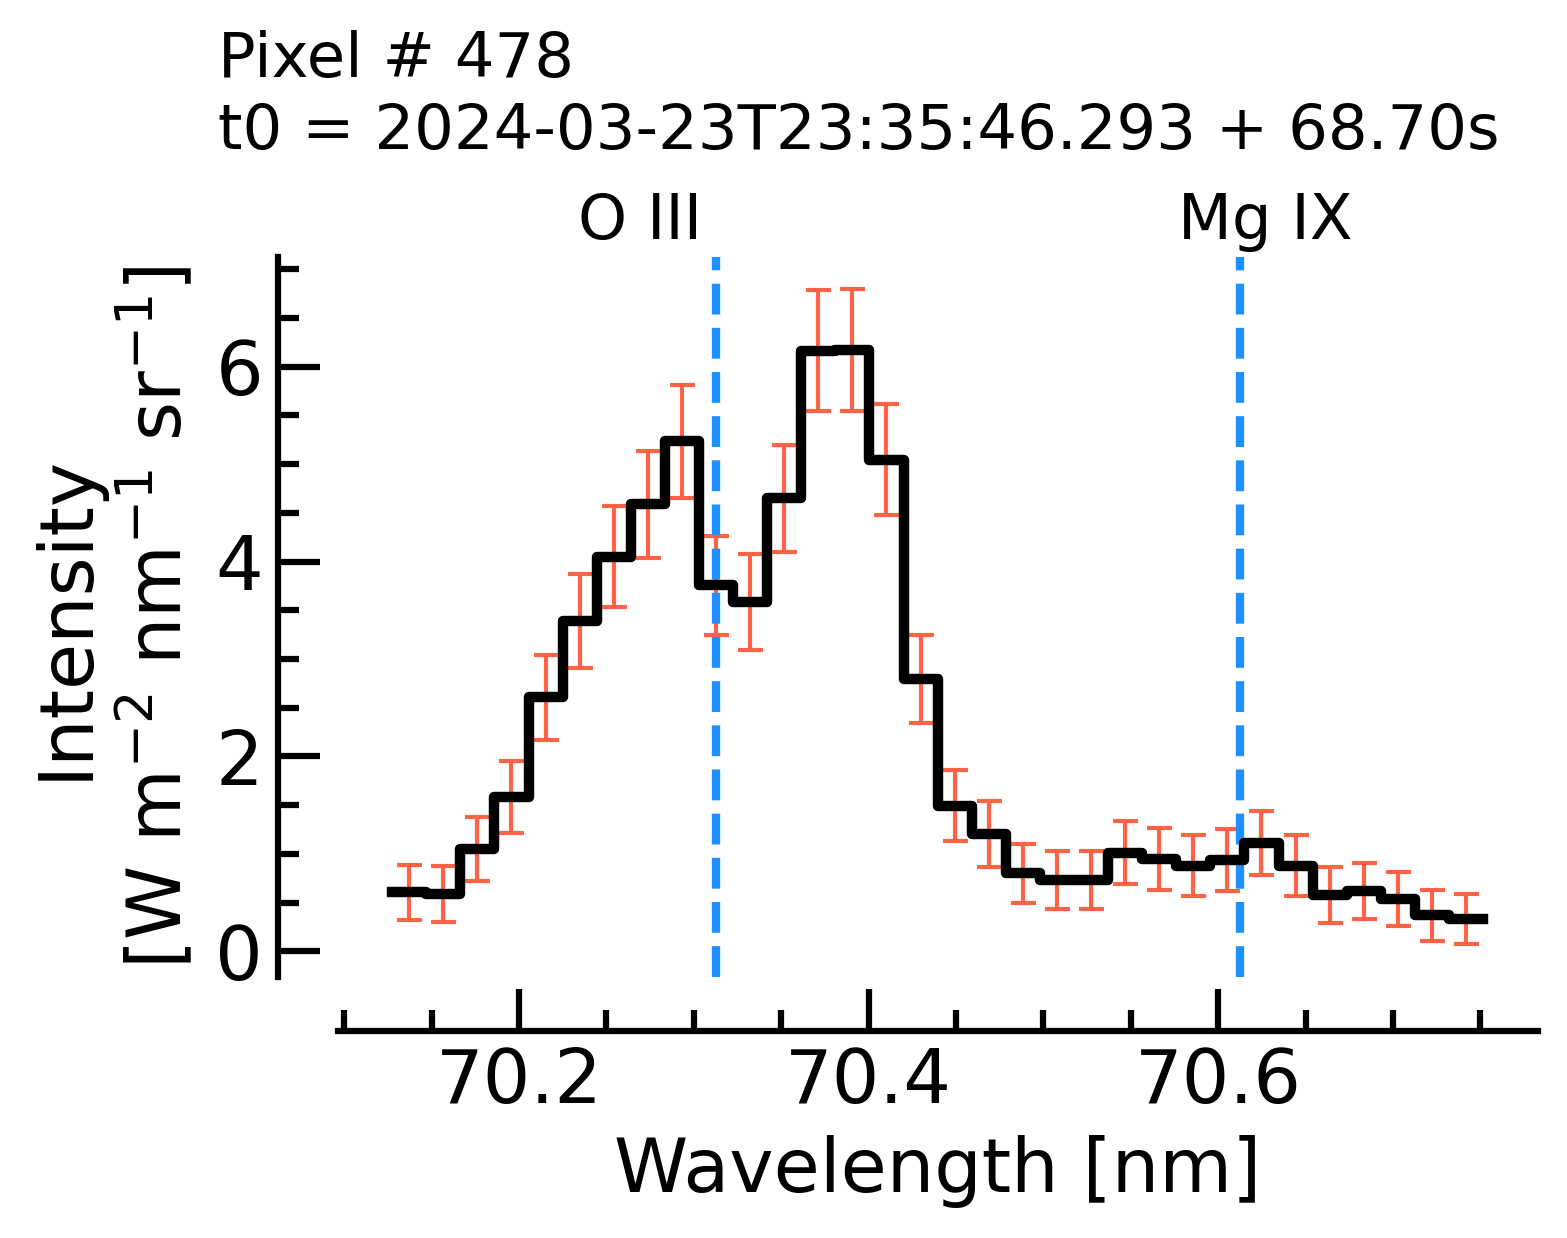 Pixel # 478
t0 = 2024-03-23T23:35:46.293 + 68.70s
O III
Mg IX
Intensity
[W m⁻² nm⁻¹ sr⁻¹]
6
4
2
0
70.2
70.4
70.6
Wavelength [nm]